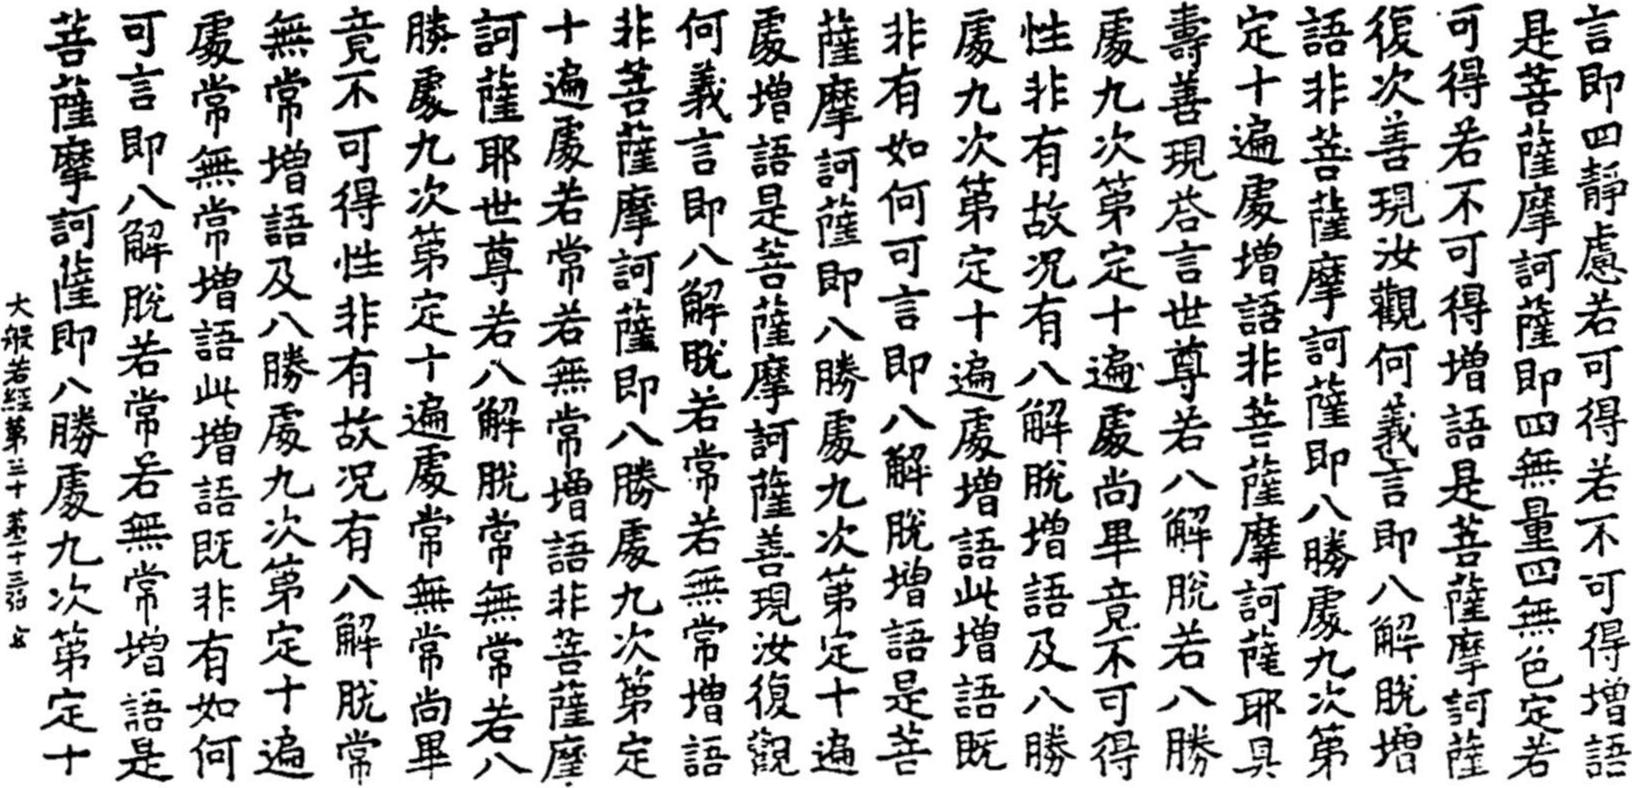 言即四靜慮若可得若不可得增語
是菩薩摩訶薩即四無量四無色定若
可得若不可得增語是菩薩摩訶薩
復次善現汝觀何義言即八解脫增
語非菩薩摩訶薩即八勝處九次第
定十遍處增語非菩薩摩訶薩耶具
壽善現荅言世尊若八解脫若八勝
處九次第定十遍處尚畢竟不可得
性非有故况有八解脫增語及八勝
處九次第定十遍處增語此增語既
非有如何可言即八解脫增語是菩
薩摩訶薩即八勝處九次第定十遍
處增語是菩薩摩訶薩善現汝復觀
何義言即八解脫若常若無常增語
非菩薩摩訶薩即八勝處九次第定
十遍處若常若無常增語非菩薩摩
訶薩耶世尊若八解脫常無常若八
勝處九次第定十遍處常無常尚畢
竟不可得性非有故况有八解脫常
無常增語及八勝處九次第定十遍
處常無常增語此增語既非有如何
可言即八解脫若常若無常增語是
菩薩摩訶薩即八勝處九次第定十
大般若經第三十 第十三張